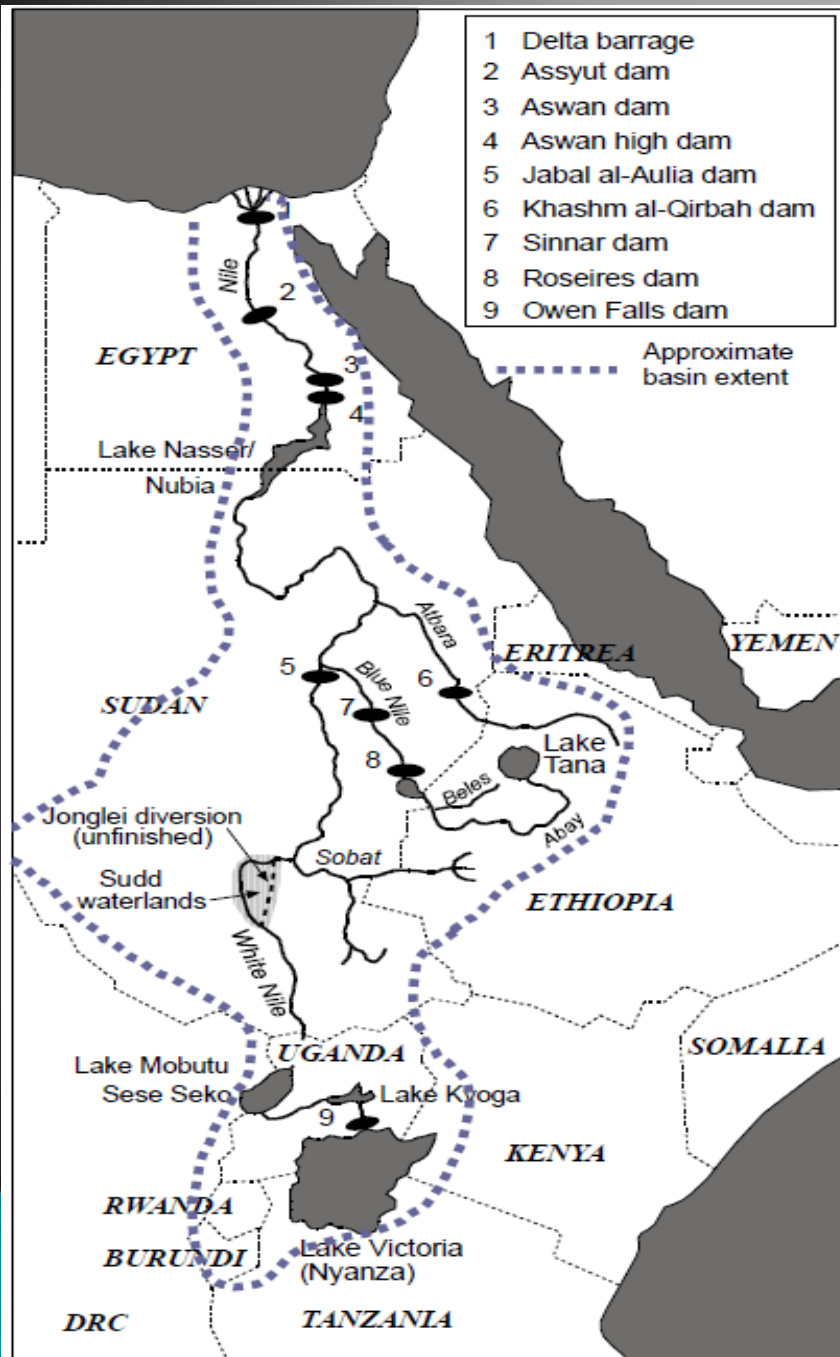 1 Delta barrage
2 Assyut dam
3 Aswan dam
4 Aswan high dam
5 Jabal al-Aulia dam
6 Khashm al-Qirbah dam
7 Sinnar dam
8 Roseires dam
9 Owen Falls dam
Approximate
basin extent
1
Nile
2
EGYPT
3
4
Lake Nasser/
Nubia
Atbara
ERITREA
YEMEN
5
Blue Nile
6
SUDAN
7
Lake
Tana
8
Beles
Abay
Jonglei diversion
(unfinished)
Sobat
Sudd
waterlands
ETHIOPIA
White Nile
UGANDA
SOMALIA
Lake Mobutu
Sese Seko
Lake Kyoga
9
KENYA
RWANDA
BURUNDI
Lake Victoria
(Nyanza)
DRC
TANZANIA